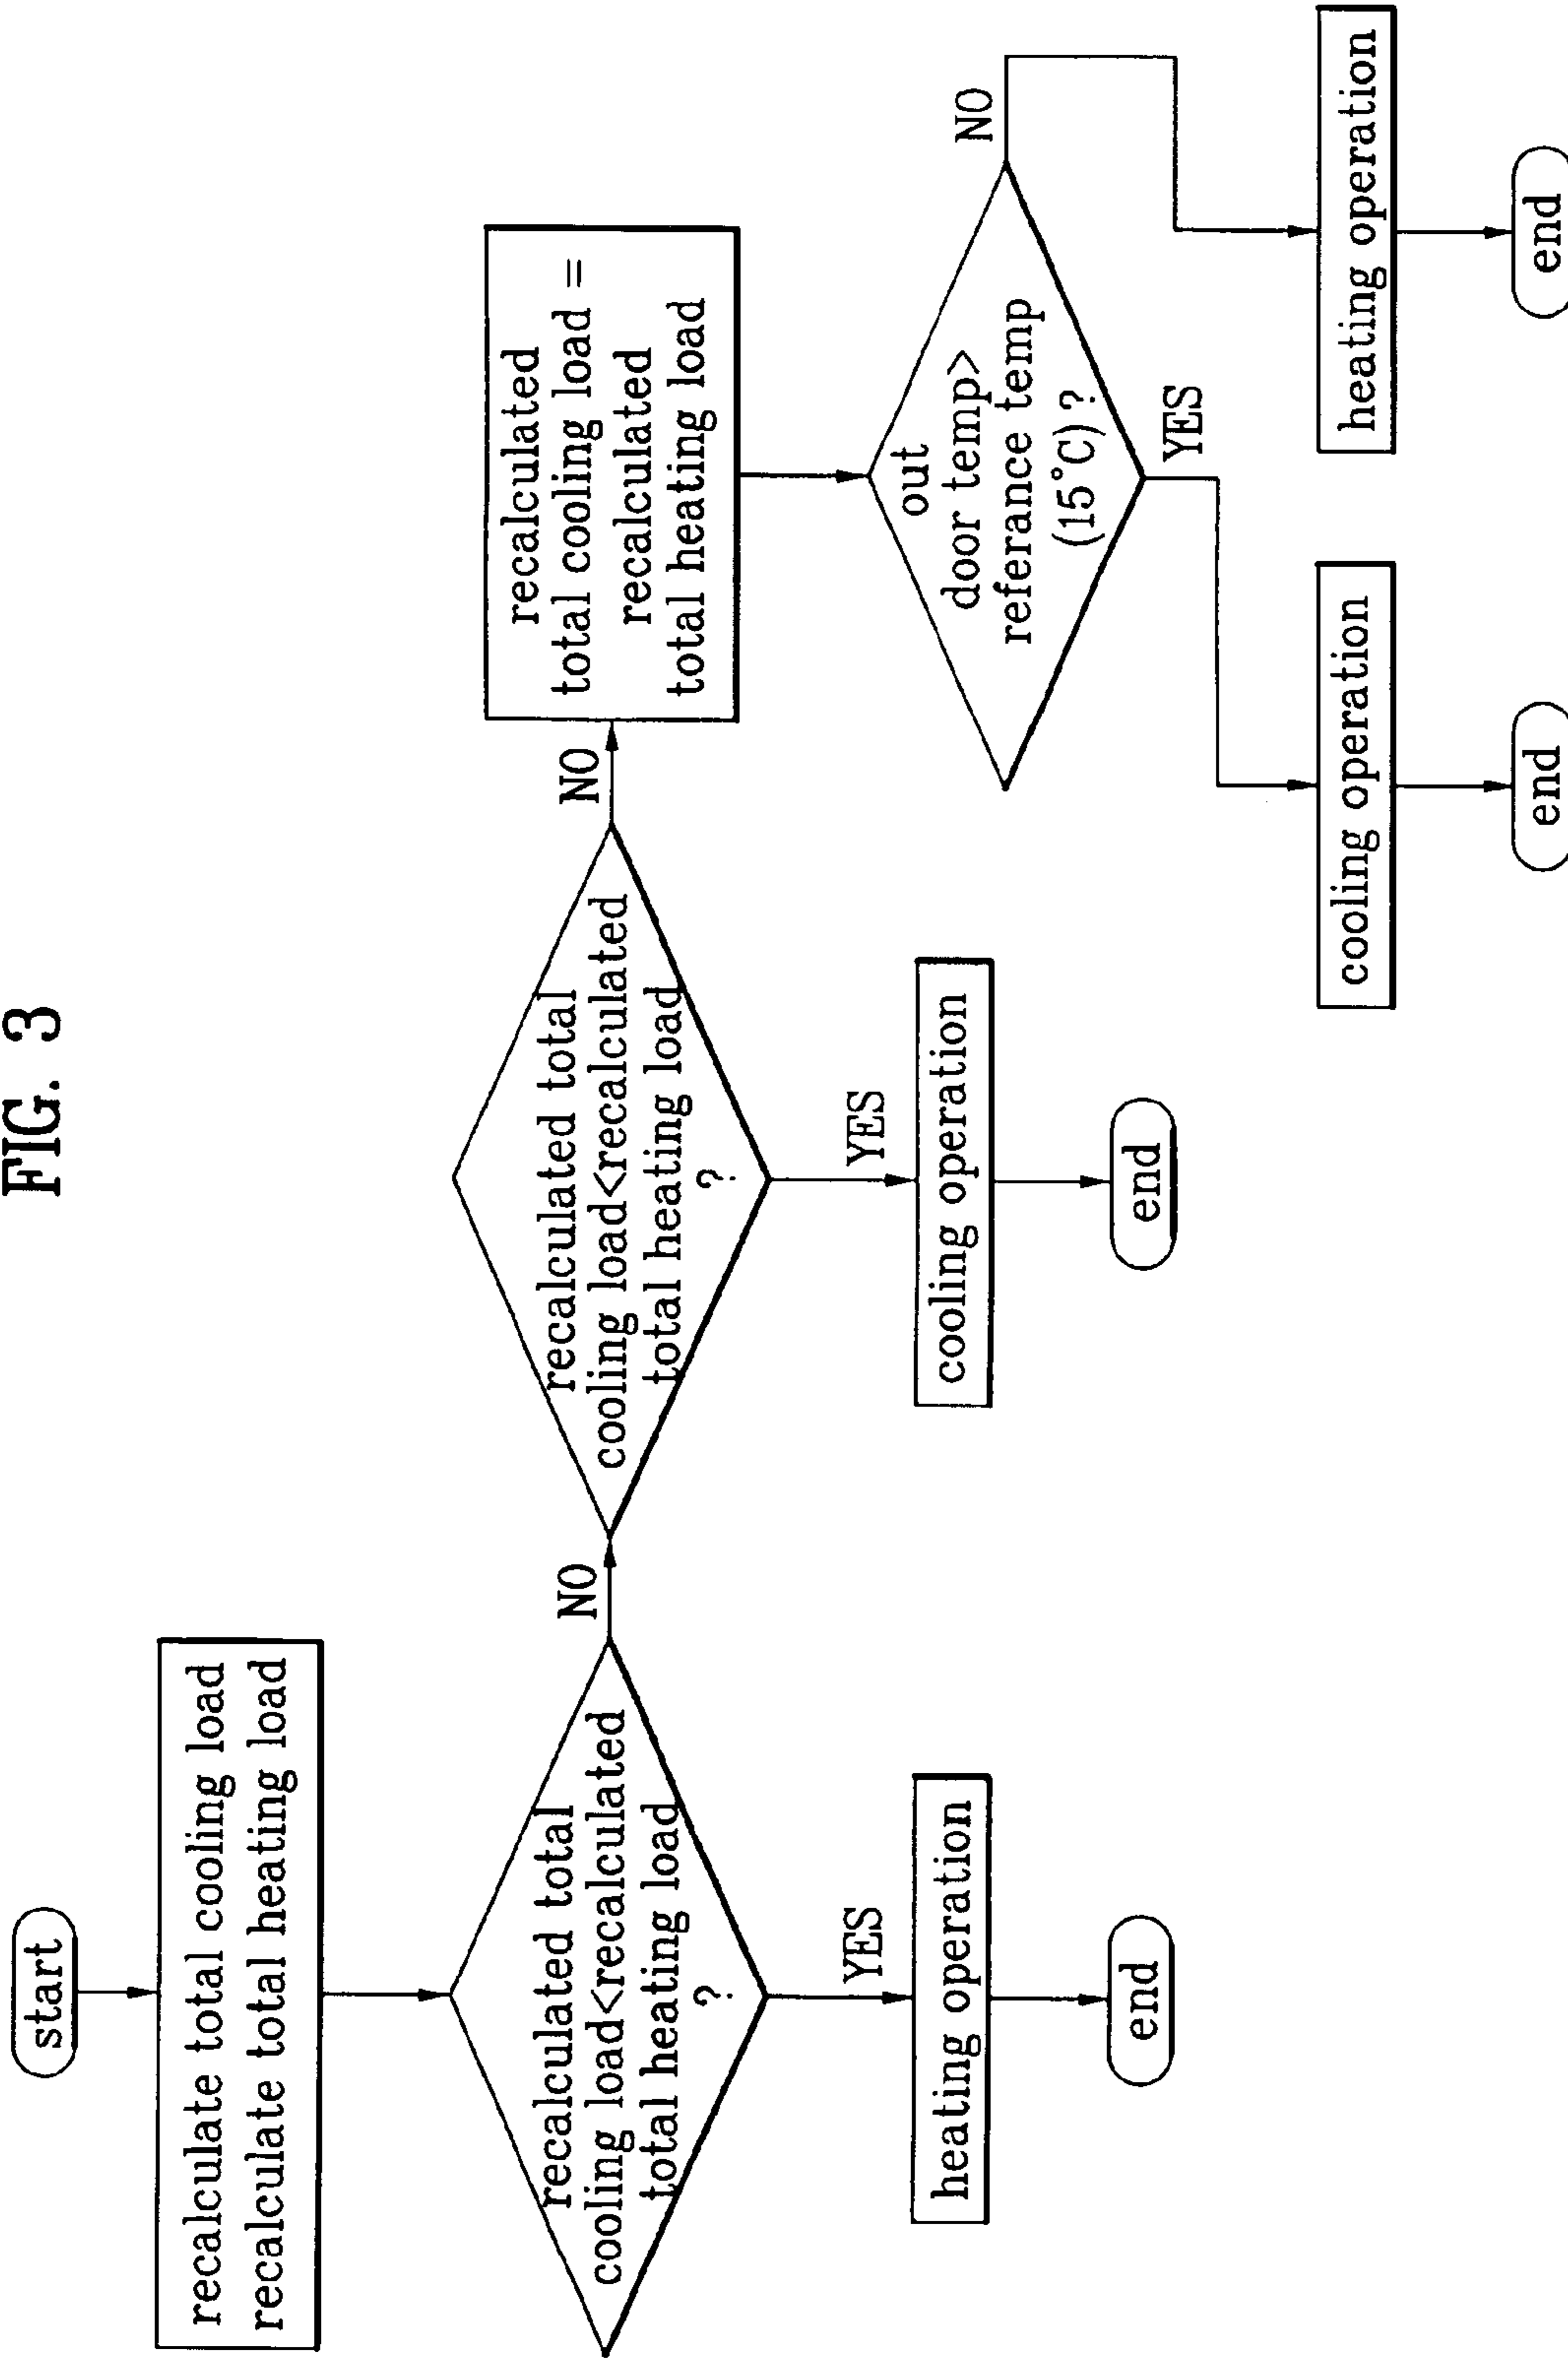 FIG. 3
start
recalculate total cooling load
recalculate total heating load
recalculated total
cooling load<recalculated
total heating load
?
YES
heating operation
end
NO
recalculated total
cooling load<recalculated
total heating load
?
YES
cooling operation
end
NO
recalculated
total cooling load =
recalculated
total heating load
out
door temp>
referance temp
(15°C) ?
YES
cooling operation
end
NO
heating operation
end